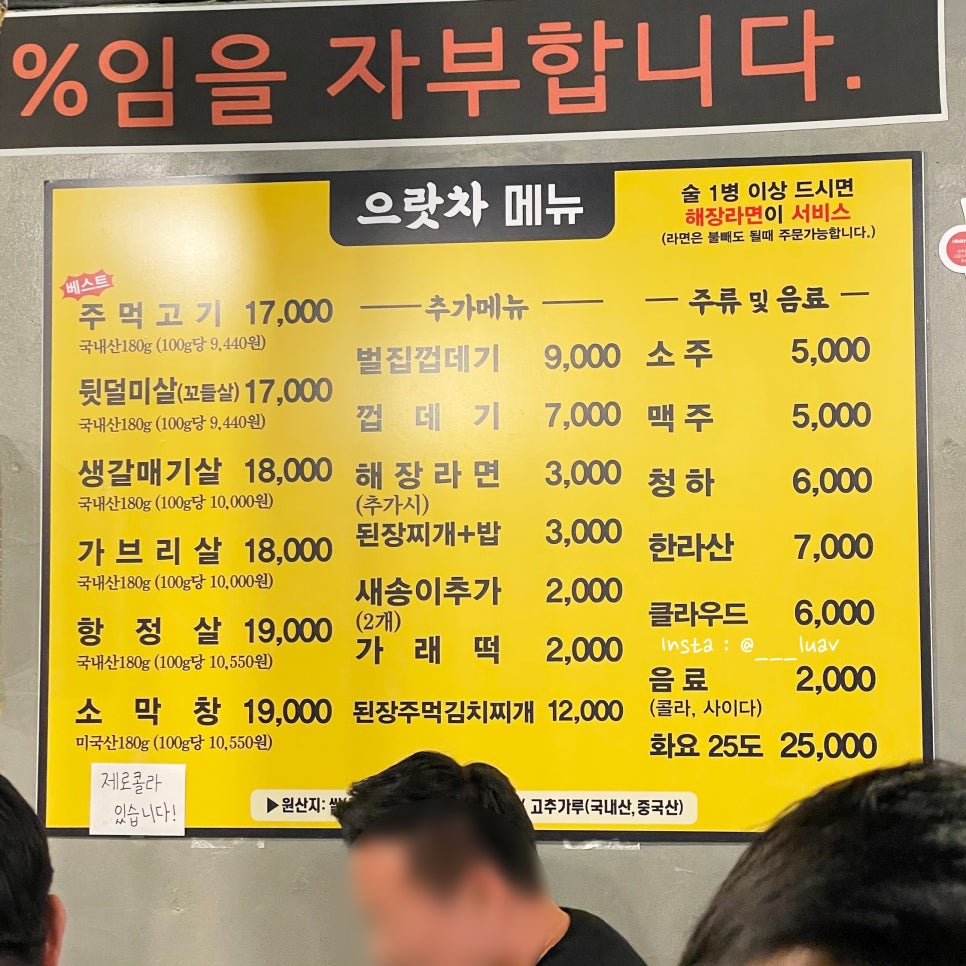 %임을 자부합니다.
으랏차 메뉴
술 1병 이상 드시면
해장라면이 서비스
(라면은 불빼도 될때 주문가능합니다.)
베스트
주먹고기 17,000
국내산180g (100g당 9,440원)
뒷덜미살(꼬들살) 17,000
국내산180g (100g당 9,440원)
생갈매기살 18,000
국내산180g (100g당 10,000원)
가브리살 18,000
국내산180g (100g당 10,000원)
항정살 19,000
국내산180g (100g당 10,550원)
소막창 19,000
미국산180g (100g당 10,550원)
추가메뉴
벌집껍데기 9,000
껍데기 7,000
해장라면 3,000
(추가시)
된장찌개+밥 3,000
새송이추가 2,000
(2개)
가래떡 2,000
된장주먹김치찌개 12,000
주류 및 음료
소주 5,000
맥주 5,000
청하 6,000
한라산 7,000
클라우드 6,000
Insta : @___luav
음료 2,000
(콜라, 사이다)
화요 25도 25,000
제로콜라
있습니다!
▶원산지: 고추가루(국내산, 중국산)